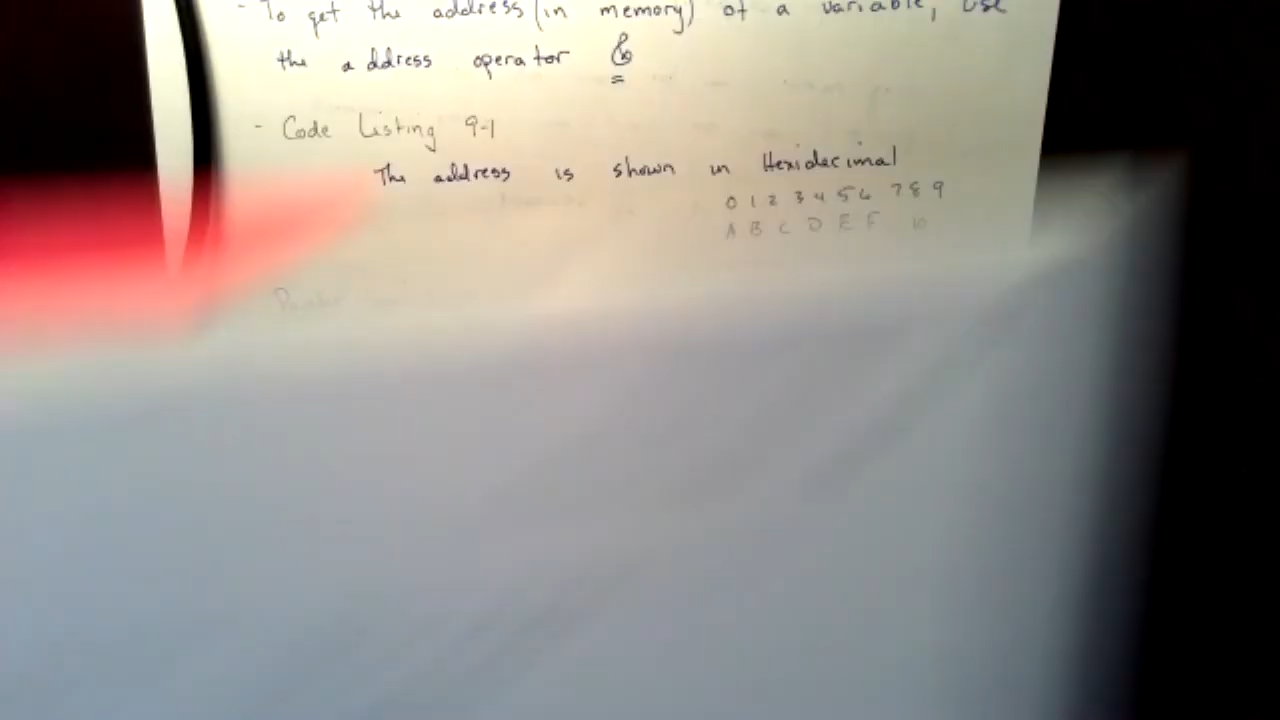 - To get the address (in memory) of a variable, use
the address operator &
- Code Listing 9-1
The address is shown in Hexidecimal
0 1 2 3 4 5 6 7 8 9
A B C D E F 10